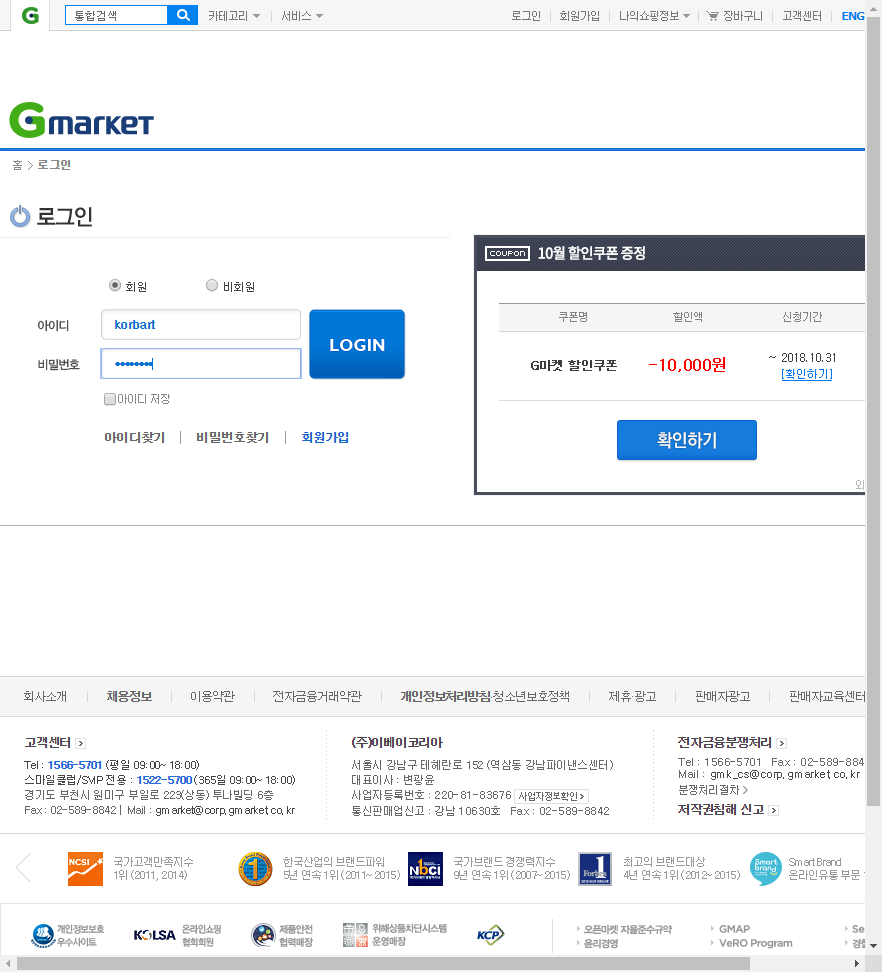 G 통합검색 카테고리 서비스 로그인 회원가입 나의쇼핑정보 장바구니 고객센터 ENG
Gmarket
홈 > 로그인
로그인
회원 비회원
아이디 korbart
비밀번호 ••••••••
LOGIN
아이디 저장
아이디찾기 비밀번호찾기 회원가입
COUPON 10월 할인쿠폰 증정
쿠폰명 할인액 신청기간
G마켓 할인쿠폰 -10,000원 ~ 2018.10.31
[확인하기]
확인하기
외
회사소개 채용정보 이용약관 전자금융거래약관 개인정보처리방침·청소년보호정책 제휴·광고 판매자광고 판매자교육센터
고객센터
Tel : 1566-5701 (평일 09:00~ 18:00)
스마일클럽/SVIP 전용 : 1522-5700 (365일 09:00~ 18:00)
경기도 부천시 원미구 부일로 223(상동) 투나빌딩 6층
Fax : 02-589-8842 | Mail : gmarket@corp.gmarket.co.kr
(주)이베이코리아
서울시 강남구 테헤란로 152 (역삼동 강남파이낸스센터)
대표이사 : 변광윤
사업자등록번호 : 220-81-83676 사업자정보확인 >
통신판매업신고 : 강남 10630호 Fax : 02-589-8842
전자금융분쟁처리
Tel : 1566-5701 Fax : 02-589-884
Mail : gmk_cs@corp.gmarket.co.kr
분쟁처리절차 >
저작권침해 신고
NCSI 국가고객만족지수
1위 (2011, 2014)
1 한국산업의 브랜드파워
5년 연속 1위 (2011~ 2015)
NBCI 국가브랜드 경쟁력지수
9년 연속 1위 (2007~ 2015)
Forbes 1 최고의 브랜드대상
4년 연속 1위 (2012~ 2015)
Smart brand Smart Brand
온라인유통 부문
개인정보보호
우수사이트
KOLSA 온라인쇼핑
협회회원
제품안전
협력매장
위해상품차단시스템
운영매장
KCP
오픈마켓 자율준수규약
윤리경영
GMAP
VeRO Program
Se
경찰